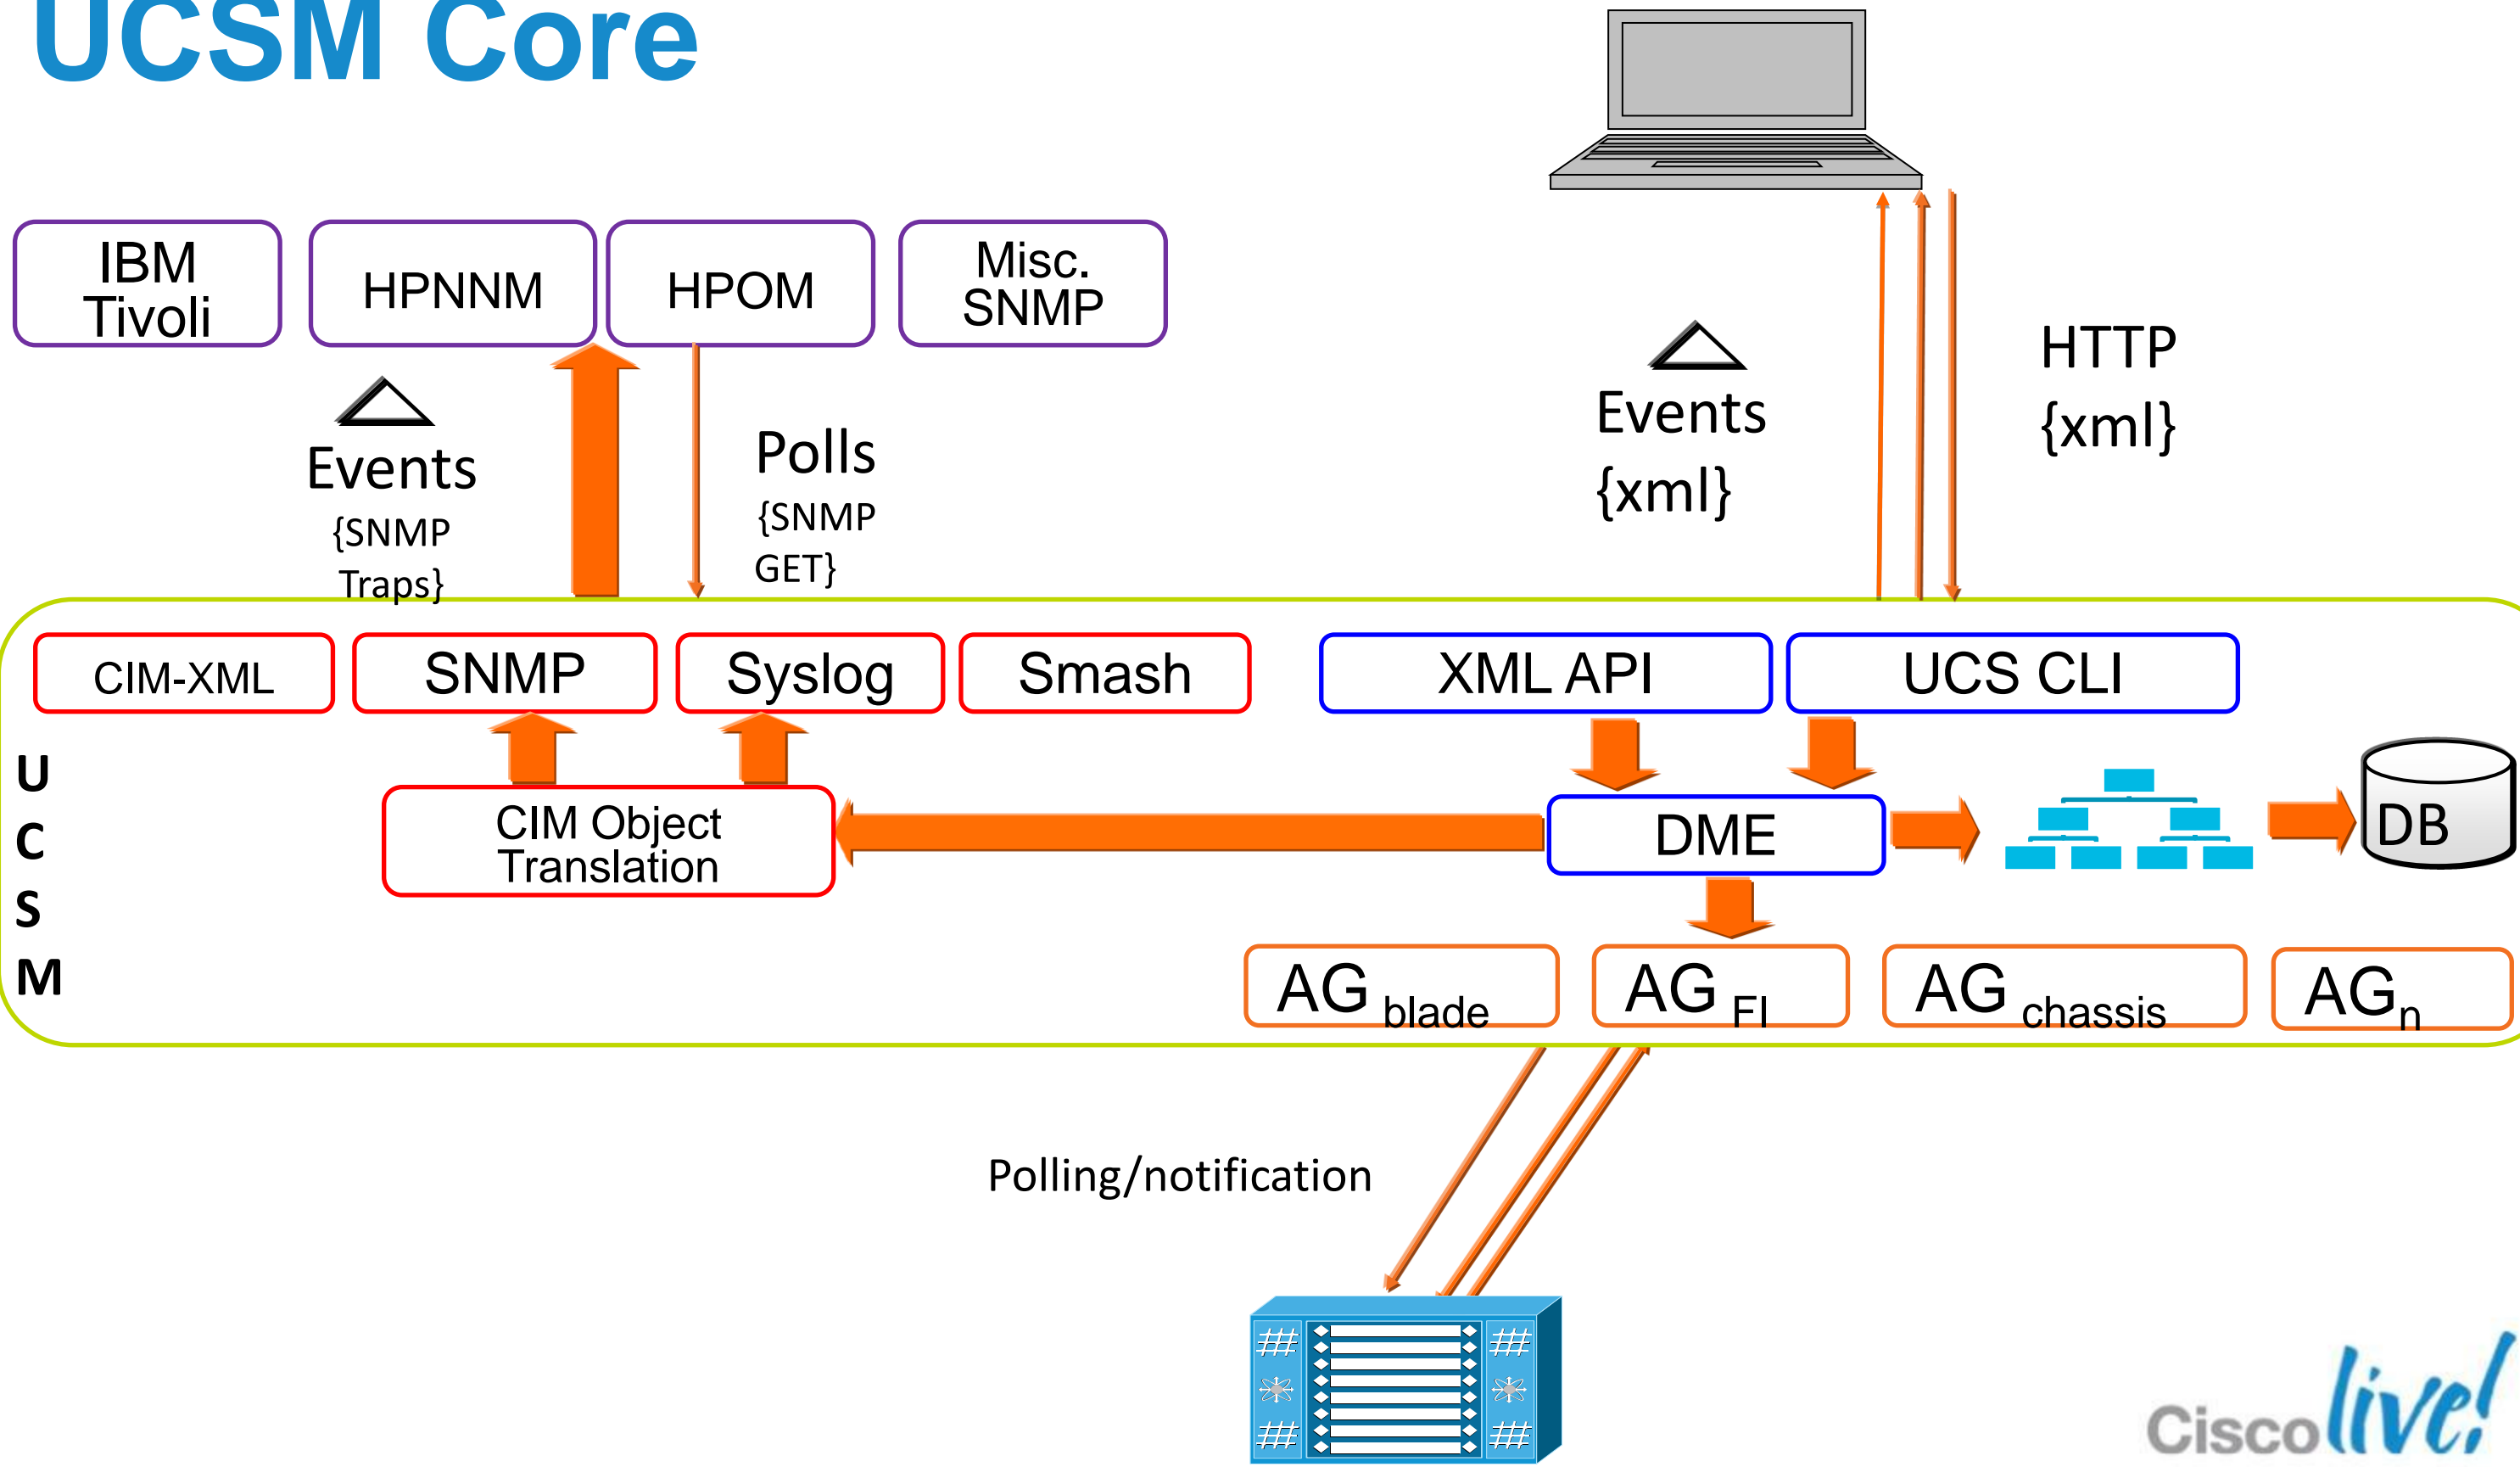 UCSM Core
IBM
Tivoli
HPNNM
HPOM
Misc.
SNMP
Events
{SNMP
Traps}
Polls
{SNMP
GET}
Events
{xml}
HTTP
{xml}
CIM-XML
SNMP
Syslog
Smash
XML API
UCS CLI
U
C
S
M
CIM Object
Translation
DME
DB
AG blade
AG FI
AG chassis
AGn
Polling/notification
Cisco live!